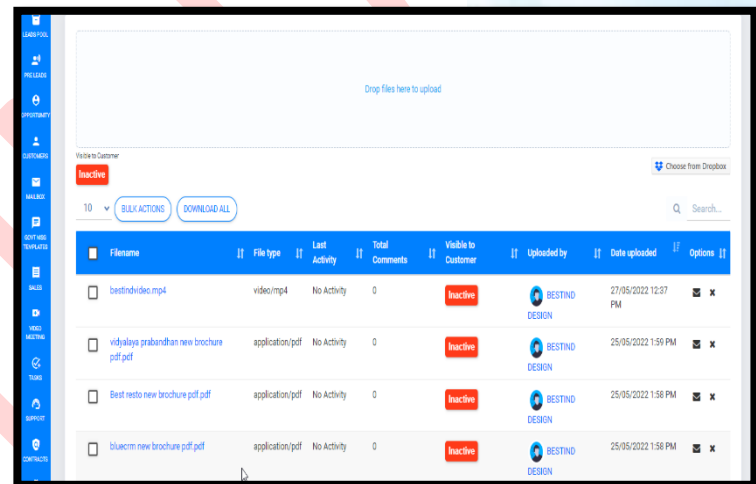 LEADS POOL
PRE LEADS
OPPORTUNITY
CUSTOMERS
MAILBOX
GOVT MSG
TEMPLATES
SALES
VIDEO
MEETING
TASKS
SUPPORT
CONTRACTS
Drop files here to upload
Visible to Customer
Inactive
Choose from Dropbox
10 BULK ACTIONS DOWNLOAD ALL Search...
Filename File type Last Activity Total Comments Visible to Customer Uploaded by Date uploaded Options
bestindvideo.mp4 video/mp4 No Activity 0 Inactive BESTIND DESIGN 27/05/2022 12:37 PM
vidyalaya prabandhan new brochure pdf.pdf application/pdf No Activity 0 Inactive BESTIND DESIGN 25/05/2022 1:59 PM
Best resto new brochure pdf.pdf application/pdf No Activity 0 Inactive BESTIND DESIGN 25/05/2022 1:58 PM
bluecrm new brochure pdf.pdf application/pdf No Activity 0 Inactive BESTIND DESIGN 25/05/2022 1:58 PM